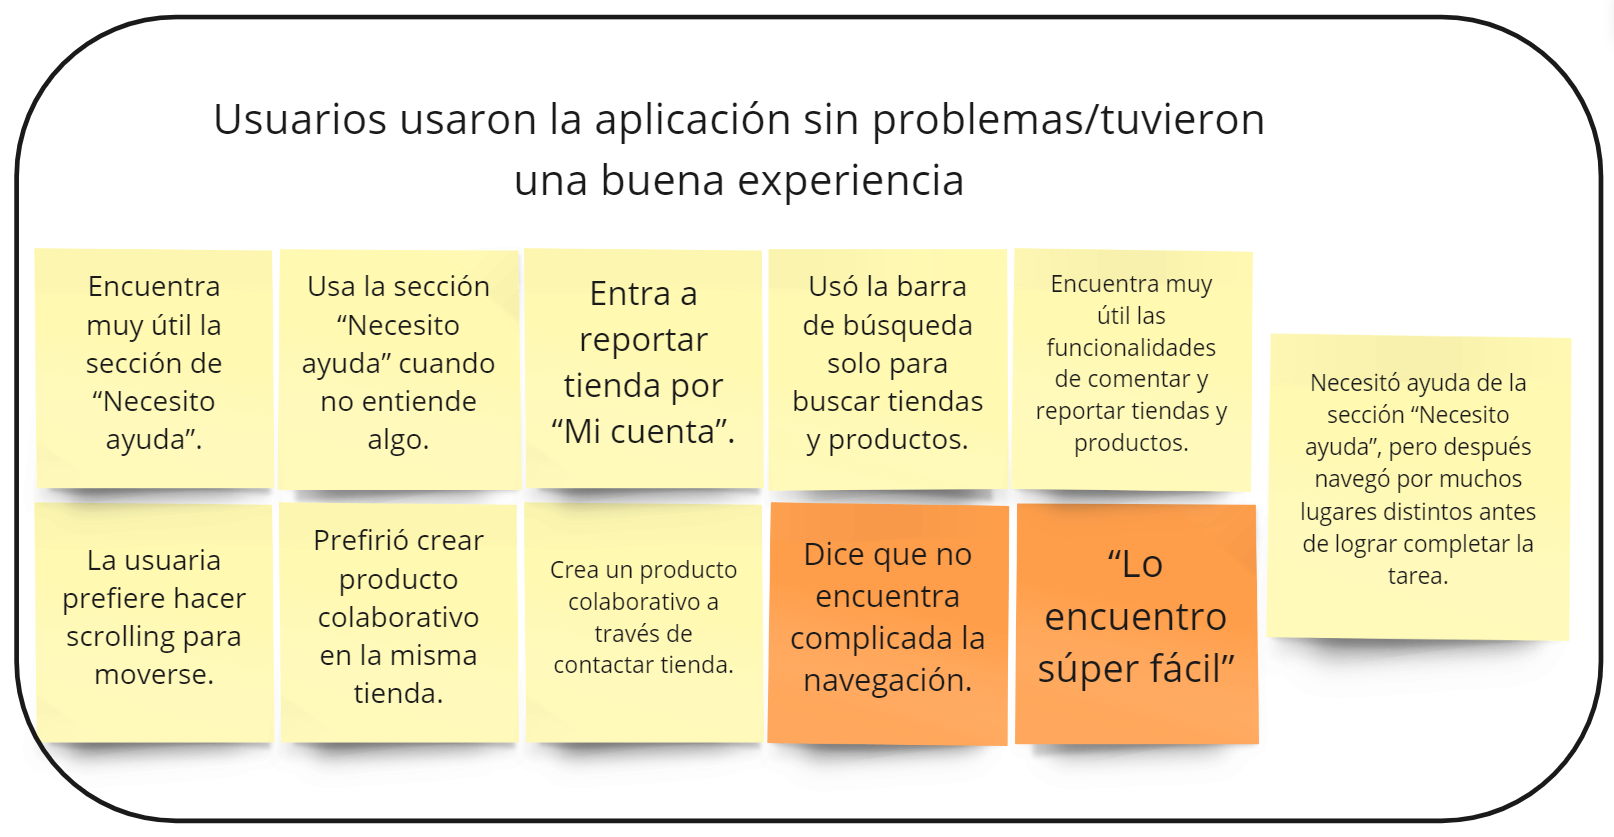 Usuarios usaron la aplicación sin problemas/tuvieron
una buena experiencia
Encuentra
muy útil la
sección de
“Necesito
ayuda”.
Usa la sección
“Necesito
ayuda” cuando
no entiende
algo.
Entra a
reportar
tienda por
“Mi cuenta”.
Usó la barra
de búsqueda
solo para
buscar tiendas
y productos.
Encuentra muy
útil las
funcionalidades
de comentar y
reportar tiendas y
productos.
Necesitó ayuda de la
sección “Necesito
ayuda”, pero después
navegó por muchos
lugares distintos antes
de lograr completar la
tarea.
La usuaria
prefiere hacer
scrolling para
moverse.
Prefirió crear
producto
colaborativo
en la misma
tienda.
Crea un producto
colaborativo a
través de
contactar tienda.
Dice que no
encuentra
complicada la
navegación.
“Lo
encuentro
súper fácil”